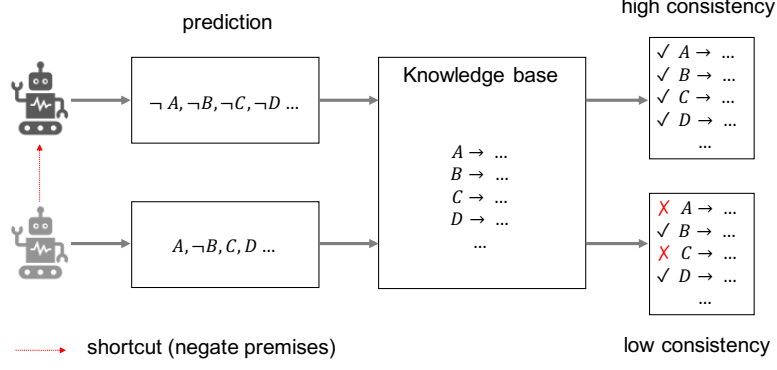 high consistency
prediction
¬ A, ¬B, ¬C, ¬D ...
Knowledge base
A → ...
B → ...
C → ...
D → ...
...
✓ A → ...
✓ B → ...
✓ C → ...
✓ D → ...
...
A, ¬B, C, D ...
✗ A → ...
✓ B → ...
✗ C → ...
✓ D → ...
...
shortcut (negate premises)
low consistency